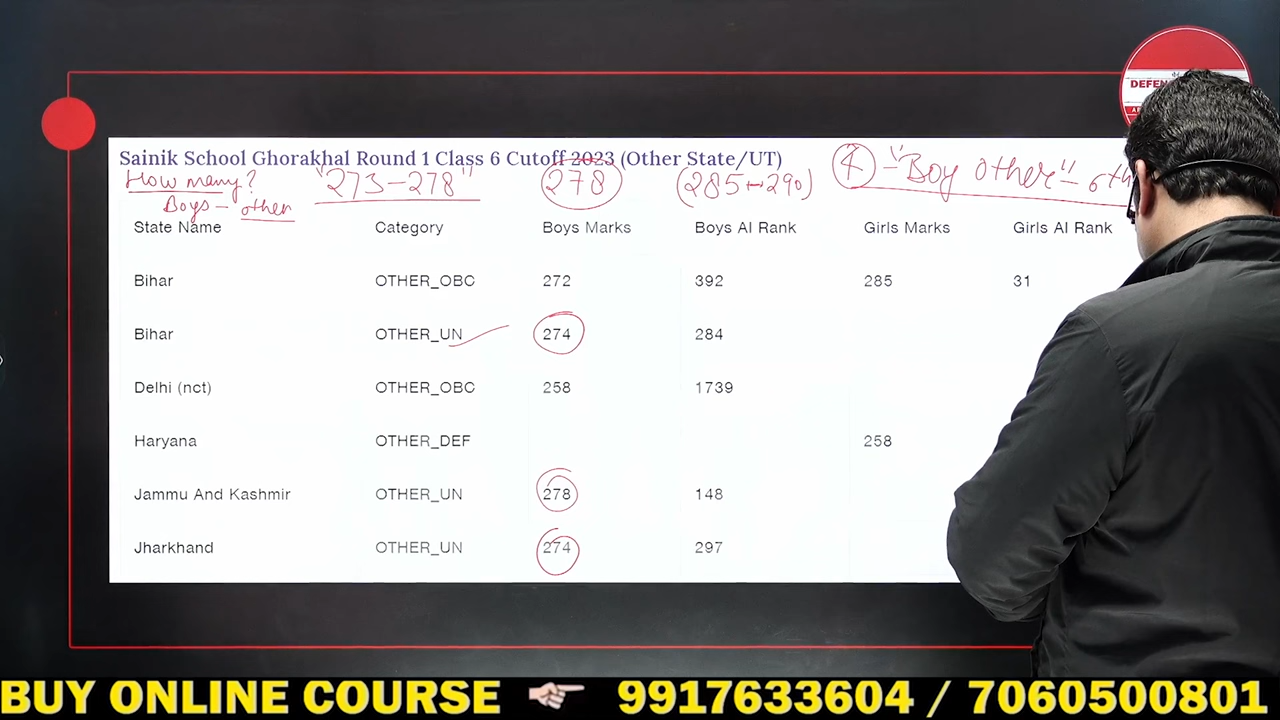 DEFEN
Sainik School Ghorakhal Round 1 Class 6 Cutoff 2023 (Other State/UT)
How many? "273-278" 278 (285-290) "Boy other" -
Boys - other
State Name Category Boys Marks Boys AI Rank Girls Marks Girls AI Rank
Bihar OTHER_OBC 272 392 285 31
Bihar OTHER_UN 274 284
Delhi (nct) OTHER_OBC 258 1739
Haryana OTHER_DEF 258
Jammu And Kashmir OTHER_UN 278 148
Jharkhand OTHER_UN 274 297
BUY ONLINE COURSE 9917633604 / 7060500801